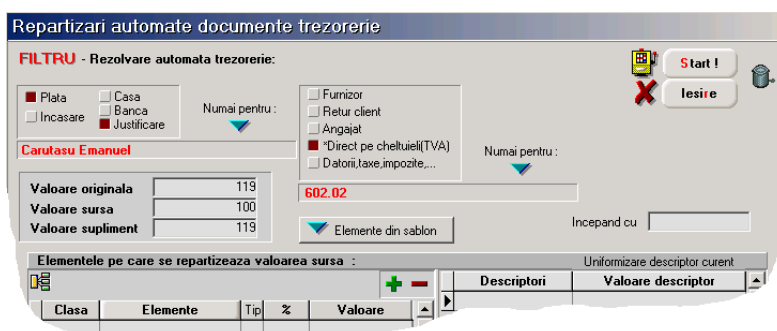 Repartizari automate documente trezorerie
FILTRU - Rezolvare automata trezorerie:
Start !
Iesire
Plata
Casa
Incasare
Banca
Justificare
Numai pentru :
Furnizor
Retur client
Angajat
*Direct pe cheltuieli(TVA)
Datorii,taxe,impozite,...
Numai pentru :
Carutasu Emanuel
602.02
Valoare originala 119
Valoare sursa 100
Valoare supliment 119
Elemente din sablon
Incepand cu
Elementele pe care se repartizeaza valoarea sursa :
Uniformizare descriptor curent
Clasa Elemente Tip % Valoare
Descriptori Valoare descriptor